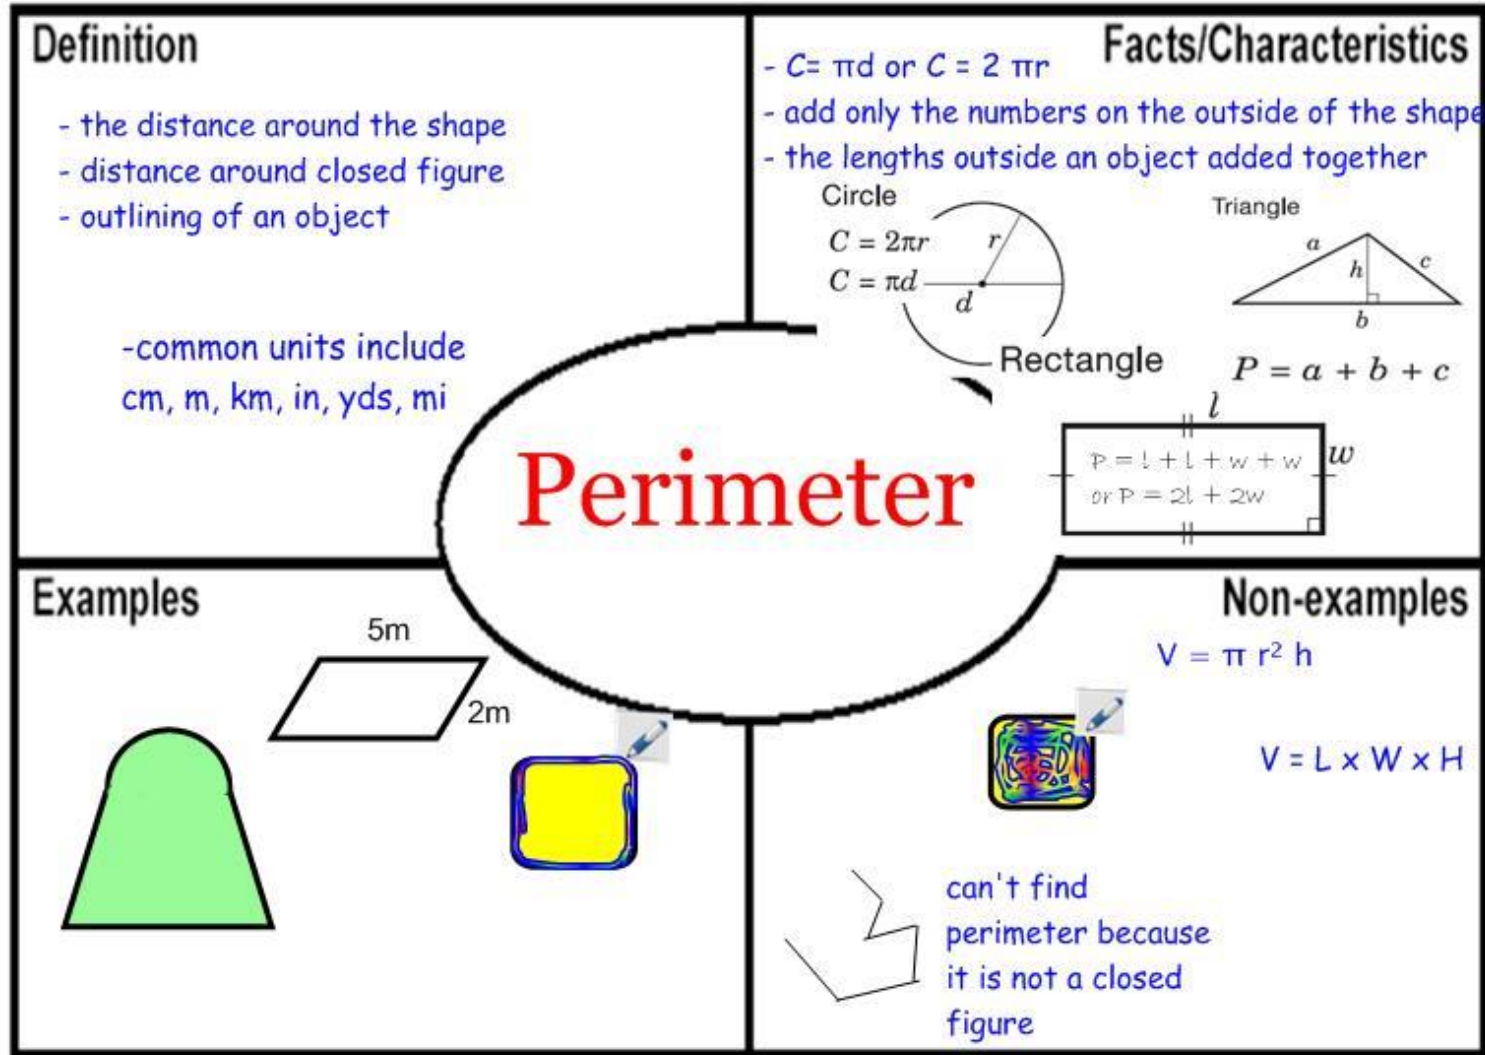 Definition
- the distance around the shape
- distance around closed figure
- outlining of an object
-common units include
cm, m, km, in, yds, mi
Facts/Characteristics
- C= πd or C = 2 πr
- add only the numbers on the outside of the shape
- the lengths outside an object added together
Circle
C = 2πr
C = πd
r
d
Triangle
a
h
c
b
P = a + b + c
Rectangle
l
w
P = l + l + w + w
or P = 2l + 2w
Perimeter
Examples
5m
2m
Non-examples
V = π r² h
V = L x W x H
can't find
perimeter because
it is not a closed
figure